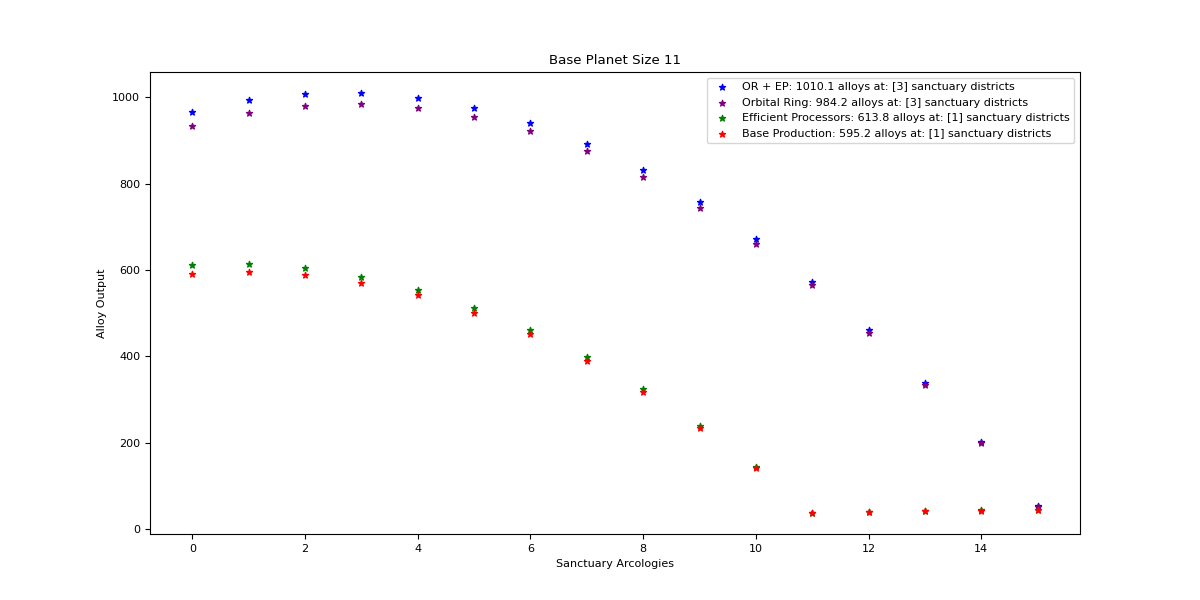 Base Planet Size 11
OR + EP: 1010.1 alloys at: [3] sanctuary districts
Orbital Ring: 984.2 alloys at: [3] sanctuary districts
Efficient Processors: 613.8 alloys at: [1] sanctuary districts
Base Production: 595.2 alloys at: [1] sanctuary districts
Alloy Output
1000
800
600
400
200
0
0 2 4 6 8 10 12 14
Sanctuary Arcologies